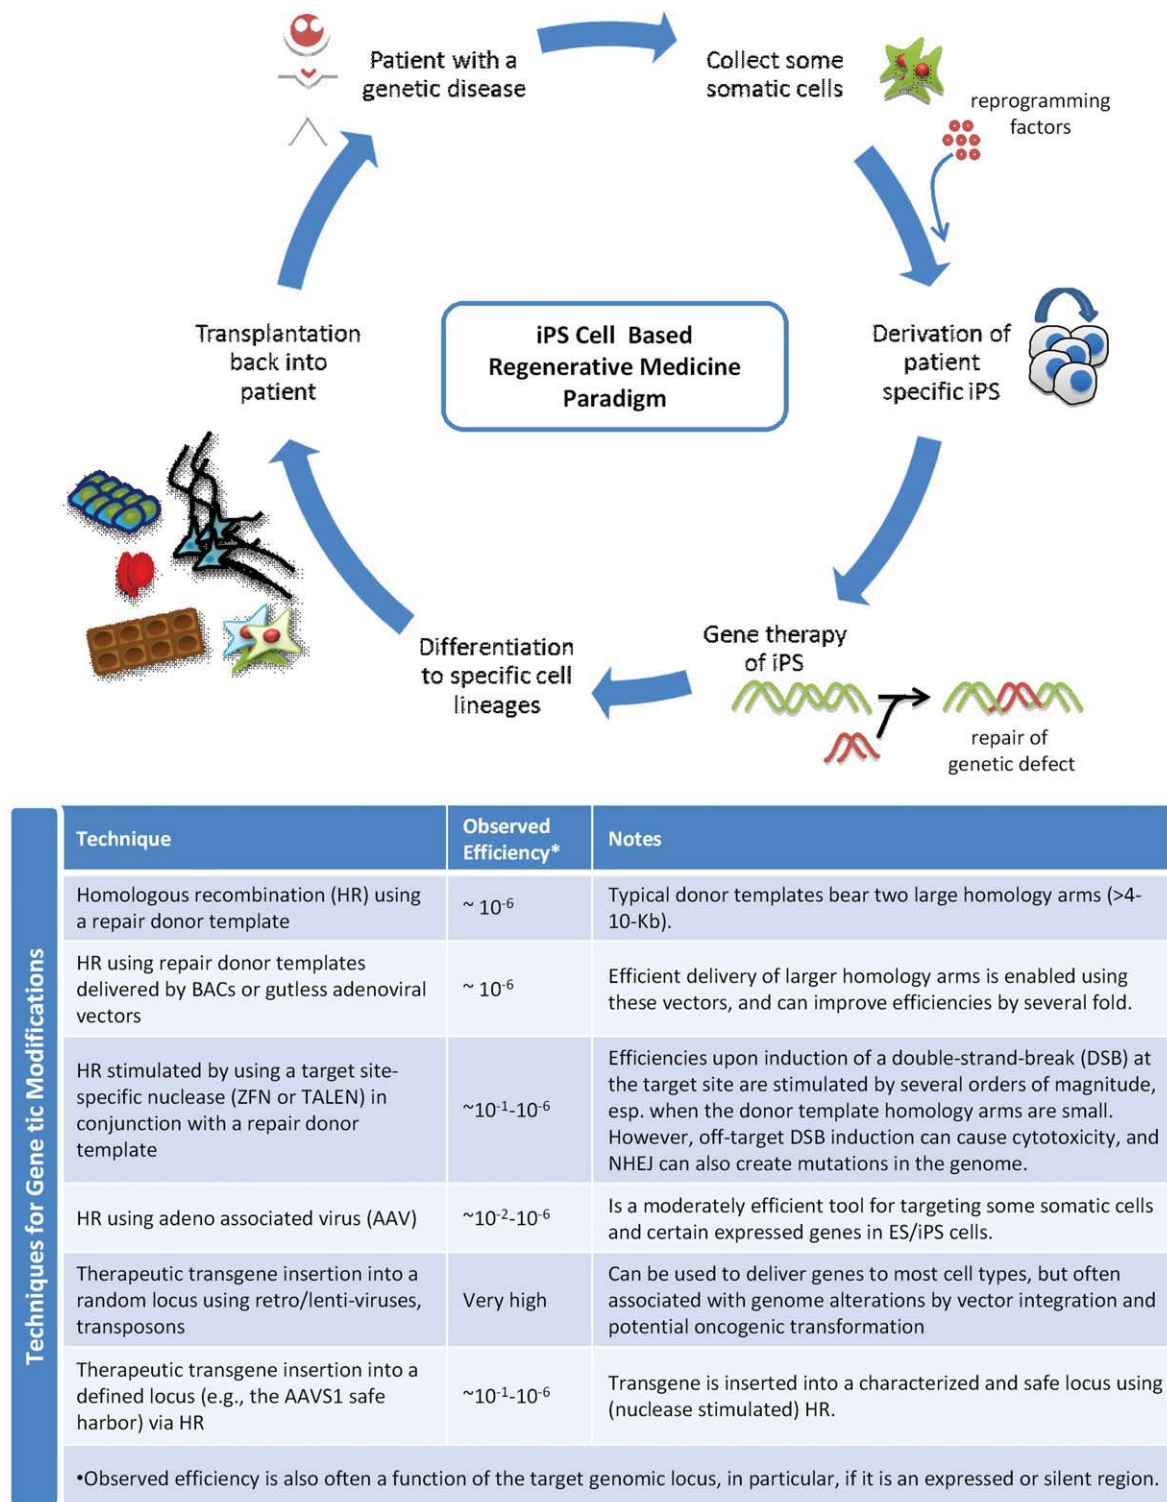 Patient with a
genetic disease
Collect some
somatic cells
reprogramming
factors
Derivation of
patient
specific iPS
iPS Cell Based
Regenerative Medicine
Paradigm
Transplantation
back into
patient
Gene therapy
of iPS
repair of
genetic defect
Differentiation
to specific cell
lineages
Techniques for Gene tic Modifications
Technique
Observed
Efficiency*
Notes
Homologous recombination (HR) using
a repair donor template
~ 10⁻⁶
Typical donor templates bear two large homology arms (>4-
10-Kb).
HR using repair donor templates
delivered by BACs or gutless adenoviral
vectors
~ 10⁻⁶
Efficient delivery of larger homology arms is enabled using
these vectors, and can improve efficiencies by several fold.
HR stimulated by using a target site-
specific nuclease (ZFN or TALEN) in
conjunction with a repair donor
template
~10⁻¹-10⁻⁶
Efficiencies upon induction of a double-strand-break (DSB) at
the target site are stimulated by several orders of magnitude,
esp. when the donor template homology arms are small.
However, off-target DSB induction can cause cytotoxicity, and
NHEJ can also create mutations in the genome.
HR using adeno associated virus (AAV)
~10⁻²-10⁻⁶
Is a moderately efficient tool for targeting some somatic cells
and certain expressed genes in ES/iPS cells.
Therapeutic transgene insertion into a
random locus using retro/lenti-viruses,
transposons
Very high
Can be used to deliver genes to most cell types, but often
associated with genome alterations by vector integration and
potential oncogenic transformation
Therapeutic transgene insertion into a
defined locus (e.g., the AAVS1 safe
harbor) via HR
~10⁻¹-10⁻⁶
Transgene is inserted into a characterized and safe locus using
(nuclease stimulated) HR.
•Observed efficiency is also often a function of the target genomic locus, in particular, if it is an expressed or silent region.